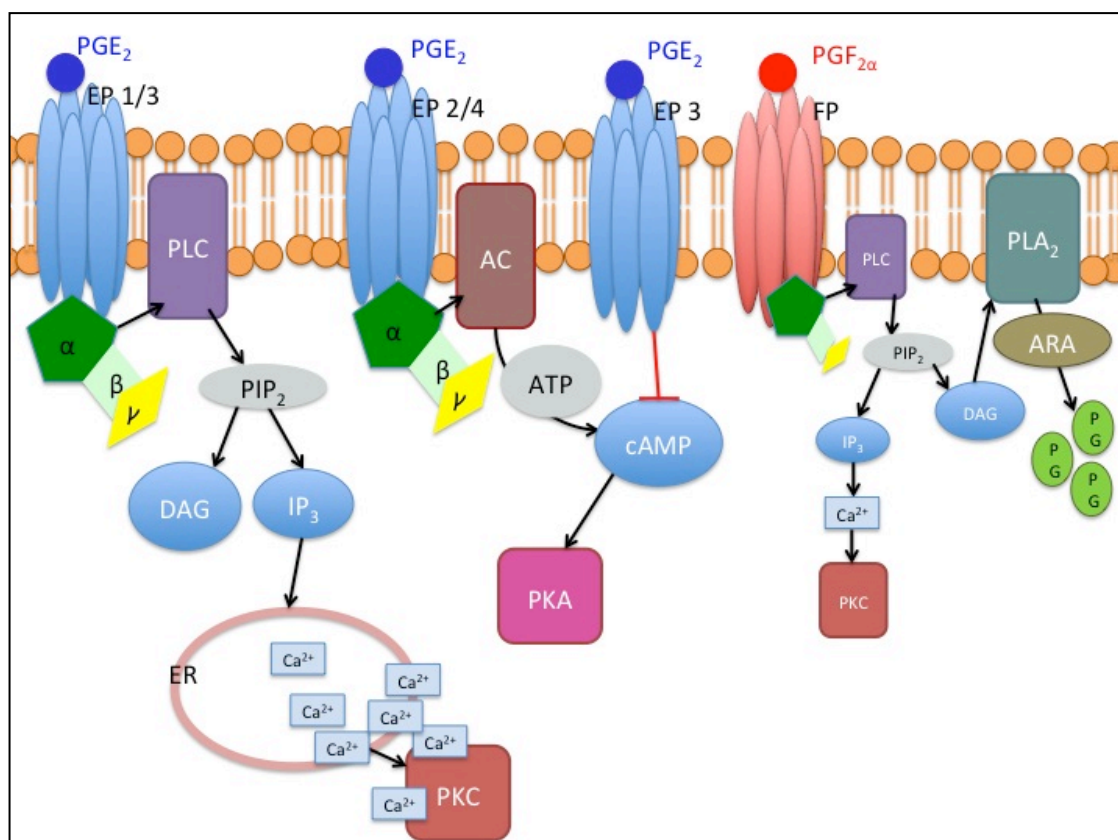 PGE₂
EP 1/3
PLC
α
β
γ
PIP₂
DAG
IP₃
ER
Ca²⁺
Ca²⁺
Ca²⁺
Ca²⁺
Ca²⁺
Ca²⁺
Ca²⁺
PKC
PGE₂
EP 2/4
AC
α
β
γ
ATP
cAMP
PKA
PGE₂
EP 3
PGF₂α
FP
PLC
PIP₂
IP₃
Ca²⁺
PKC
DAG
PLA₂
ARA
P
G
P
G
P
G